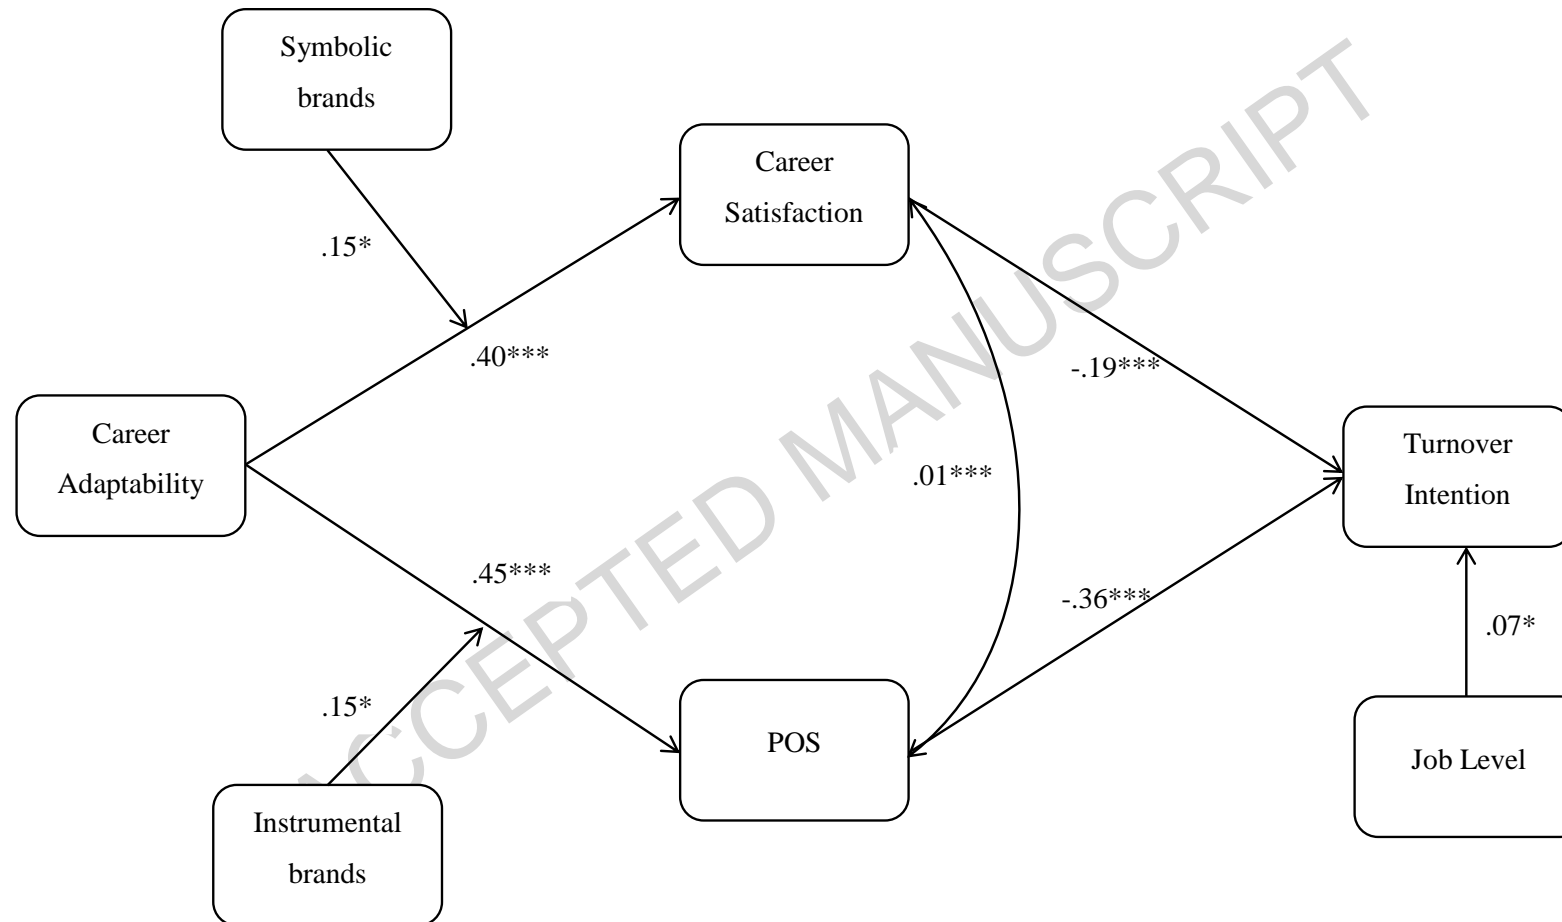 Symbolic
brands
Career
Satisfaction
.15*
.40***
-.19***
Career
Adaptability
Turnover
Intention
.01***
.45***
-.36***
.07*
.15*
POS
Job Level
Instrumental
brands
ACCEPTED MANUSCRIPT